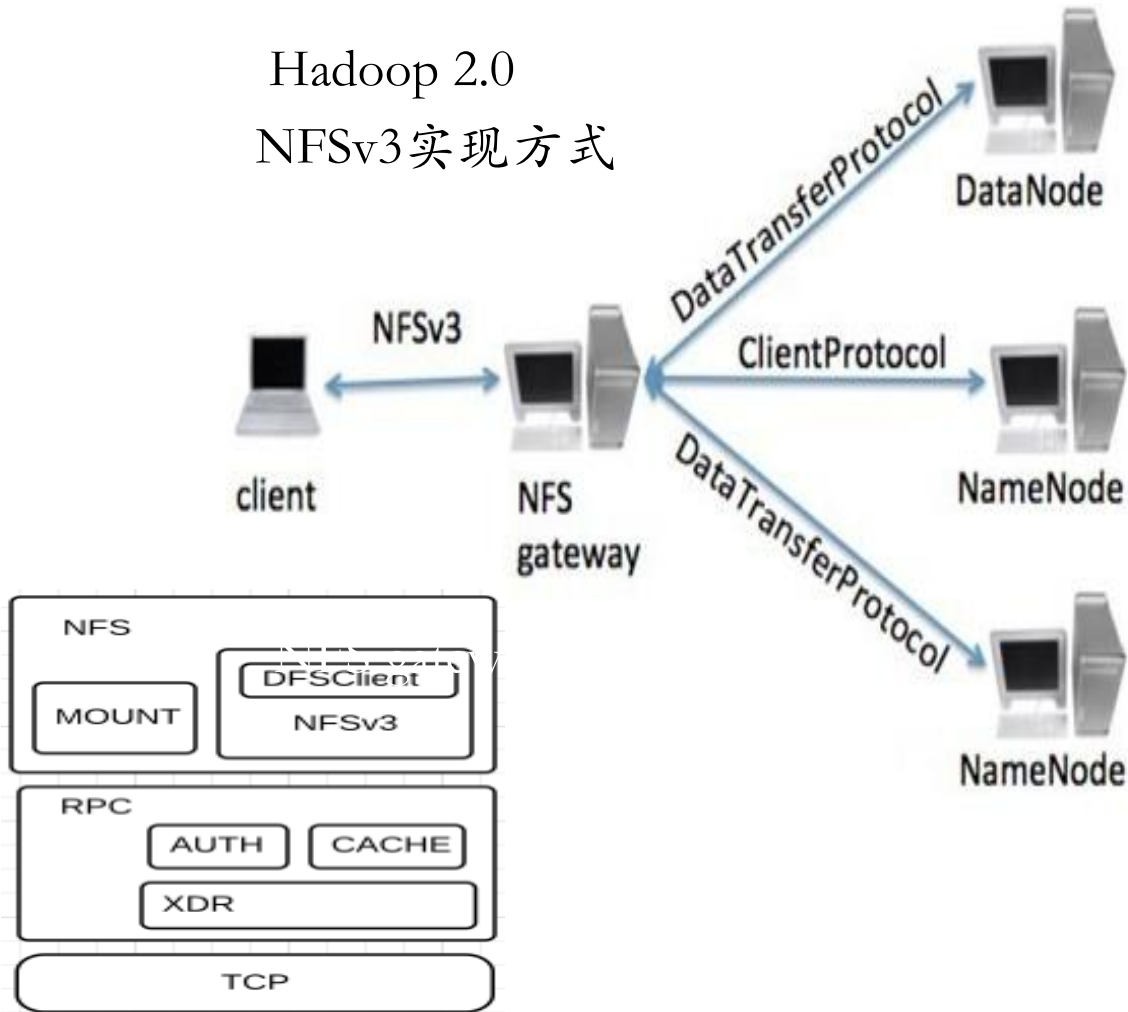 Hadoop 2.0
NFSv3实现方式
DataTransferProtocol
DataNode
NFSv3
ClientProtocol
client
NFS
gateway
NameNode
DataTransferProtocol
NameNode
NFS
DFSClient
MOUNT
NFSv3
RPC
AUTH
CACHE
XDR
TCP